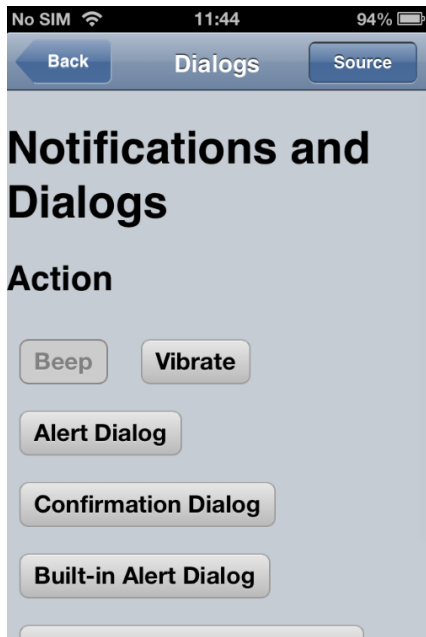 No SIM 11:44 94%
Back Dialogs Source
Notifications and
Dialogs
Action
Beep Vibrate
Alert Dialog
Confirmation Dialog
Built-in Alert Dialog